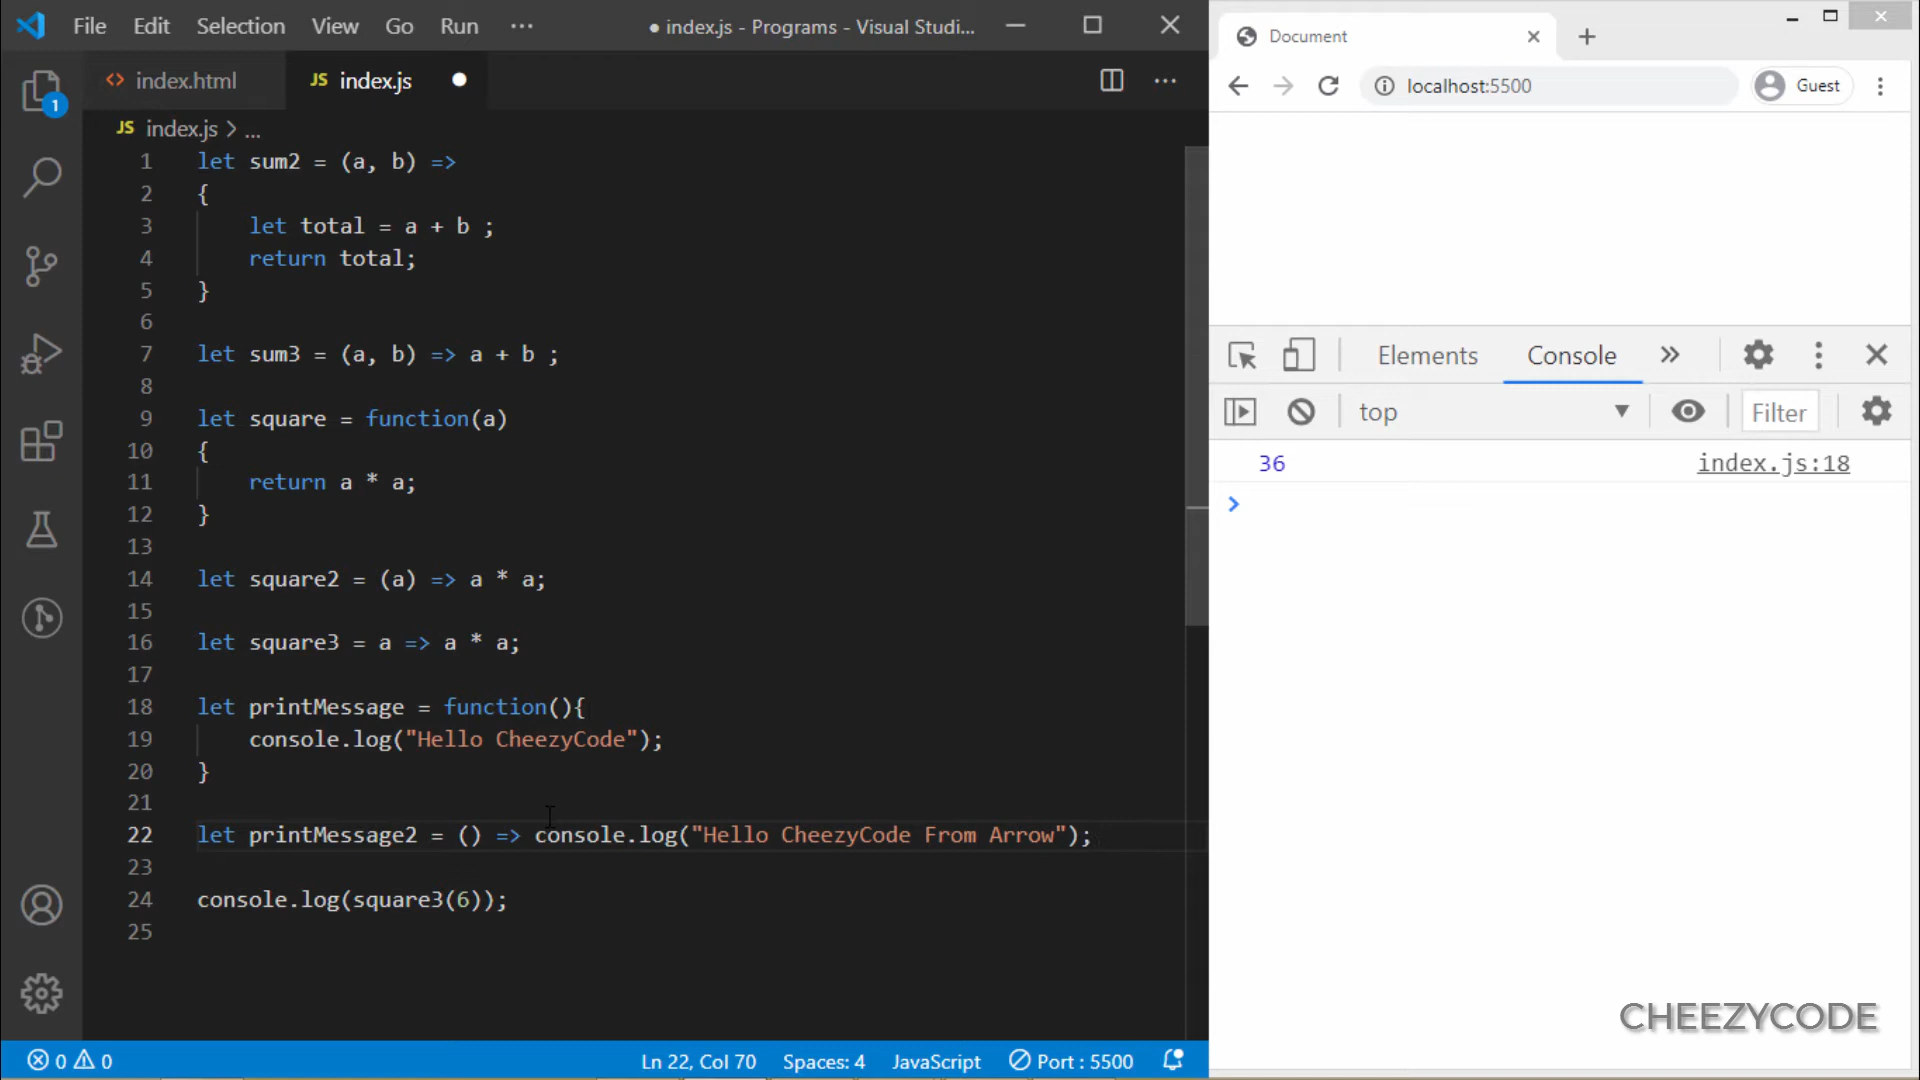 File Edit Selection View Go Run ··· ● index.js - Programs - Visual Studi...
index.html JS index.js
JS index.js > ...
1 let sum2 = (a, b) =>
2 {
3 let total = a + b ;
4 return total;
5 }
6
7 let sum3 = (a, b) => a + b ;
8
9 let square = function(a)
10 {
11 return a * a;
12 }
13
14 let square2 = (a) => a * a;
15
16 let square3 = a => a * a;
17
18 let printMessage = function(){
19 console.log("Hello CheezyCode");
20 }
21
22 let printMessage2 = () => console.log("Hello CheezyCode From Arrow");
23
24 console.log(square3(6));
25
1
0 0 Ln 22, Col 70 Spaces: 4 JavaScript Port : 5500
Document
localhost:5500 Guest
Elements Console »
top Filter
36 index.js:18
>
CHEEZYCODE